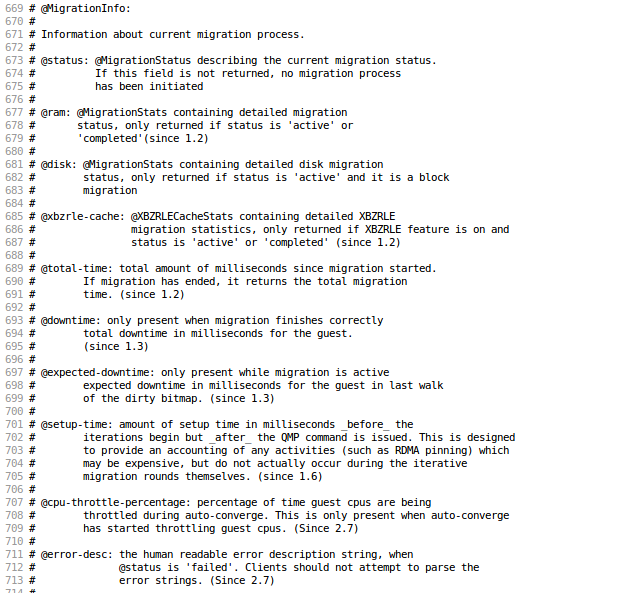 669 # @MigrationInfo:
670 #
671 # Information about current migration process.
672 #
673 # @status: @MigrationStatus describing the current migration status.
674 #          If this field is not returned, no migration process
675 #          has been initiated
676 #
677 # @ram: @MigrationStats containing detailed migration
678 #       status, only returned if status is 'active' or
679 #       'completed'(since 1.2)
680 #
681 # @disk: @MigrationStats containing detailed disk migration
682 #        status, only returned if status is 'active' and it is a block
683 #        migration
684 #
685 # @xbzrle-cache: @XBZRLECacheStats containing detailed XBZRLE
686 #                migration statistics, only returned if XBZRLE feature is on and
687 #                status is 'active' or 'completed' (since 1.2)
688 #
689 # @total-time: total amount of milliseconds since migration started.
690 #        If migration has ended, it returns the total migration
691 #        time. (since 1.2)
692 #
693 # @downtime: only present when migration finishes correctly
694 #        total downtime in milliseconds for the guest.
695 #        (since 1.3)
696 #
697 # @expected-downtime: only present while migration is active
698 #        expected downtime in milliseconds for the guest in last walk
699 #        of the dirty bitmap. (since 1.3)
700 #
701 # @setup-time: amount of setup time in milliseconds _before_ the
702 #        iterations begin but _after_ the QMP command is issued. This is designed
703 #        to provide an accounting of any activities (such as RDMA pinning) which
704 #        may be expensive, but do not actually occur during the iterative
705 #        migration rounds themselves. (since 1.6)
706 #
707 # @cpu-throttle-percentage: percentage of time guest cpus are being
708 #        throttled during auto-converge. This is only present when auto-converge
709 #        has started throttling guest cpus. (Since 2.7)
710 #
711 # @error-desc: the human readable error description string, when
712 #              @status is 'failed'. Clients should not attempt to parse the
713 #              error strings. (Since 2.7)
714 #